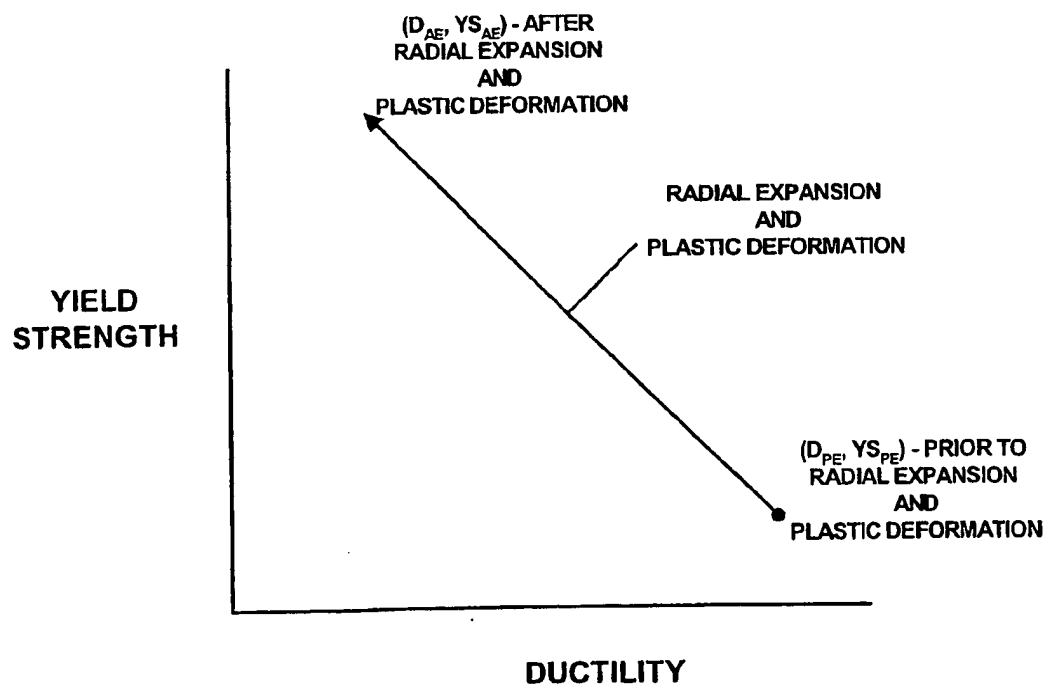 (D_AE, YS_AE) - AFTER
RADIAL EXPANSION
AND
PLASTIC DEFORMATION
RADIAL EXPANSION
AND
PLASTIC DEFORMATION
YIELD
STRENGTH
(D_PE, YS_PE) - PRIOR TO
RADIAL EXPANSION
AND
PLASTIC DEFORMATION
DUCTILITY